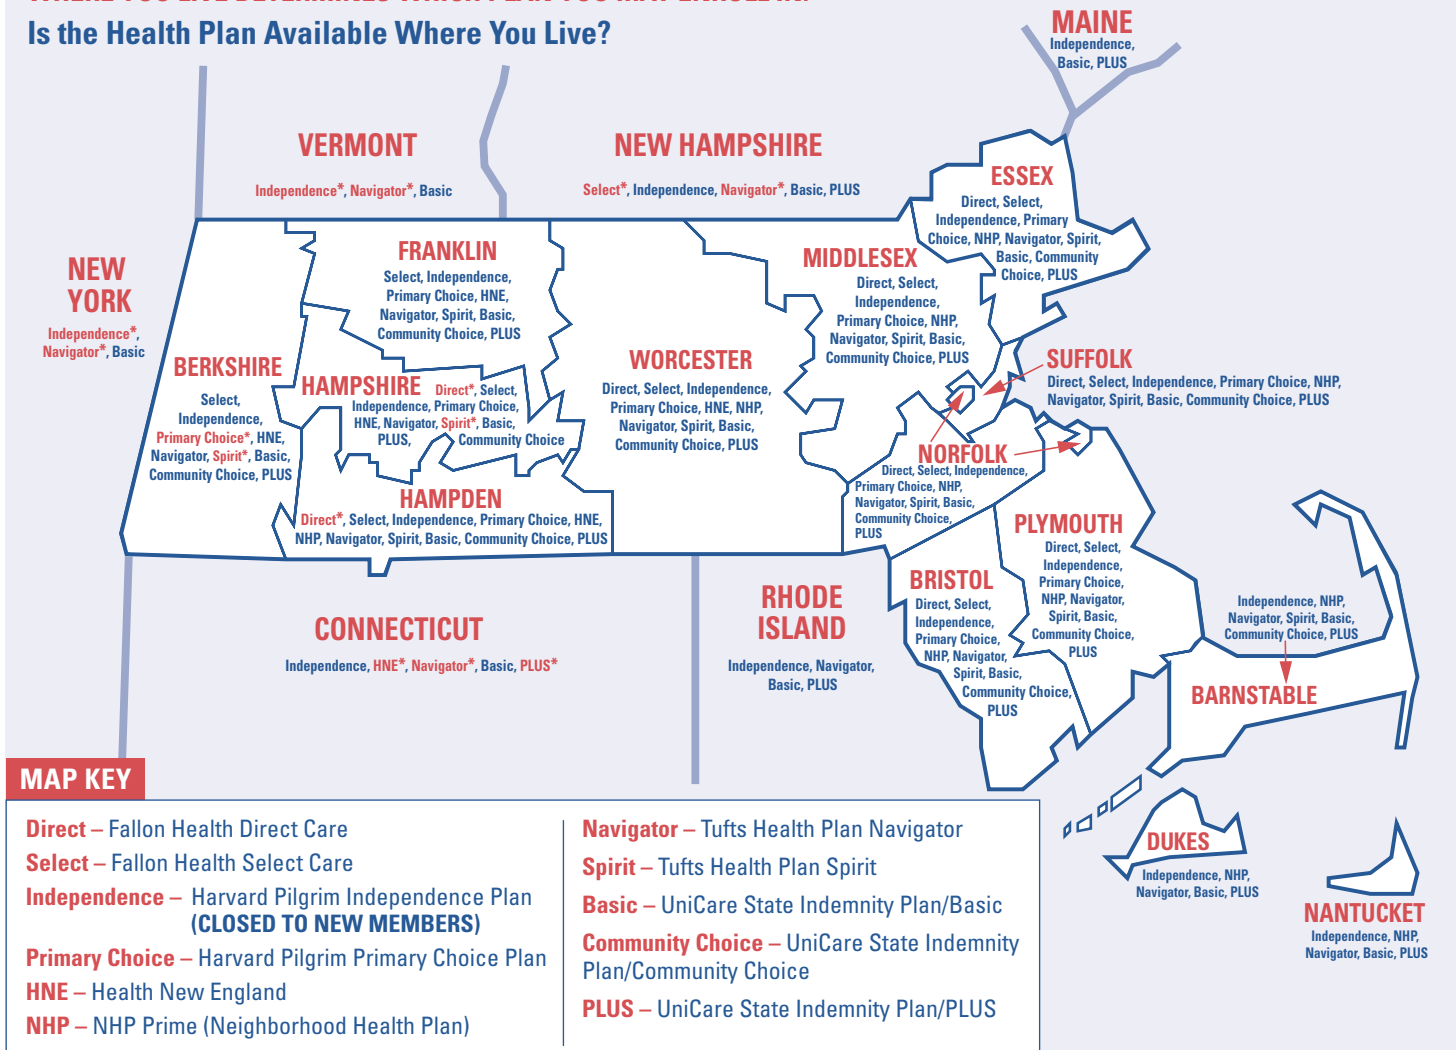 WHERE YOU LIVE DETERMINES WHICH PLAN YOU MAY ENROLL IN.
Is the Health Plan Available Where You Live?
MAINE
Independence,
Basic, PLUS
VERMONT
Independence*, Navigator*, Basic
NEW HAMPSHIRE
Select*, Independence, Navigator*, Basic, PLUS
ESSEX
Direct, Select,
Independence, Primary
Choice, NHP, Navigator, Spirit,
Basic, Community
Choice, PLUS
NEW
YORK
Independence*,
Navigator*, Basic
BERKSHIRE
Select,
Independence,
Primary Choice*, HNE,
Navigator, Spirit*, Basic,
Community Choice, PLUS
FRANKLIN
Select, Independence,
Primary Choice, HNE,
Navigator, Spirit, Basic,
Community Choice, PLUS
HAMPSHIRE Direct*, Select,
Independence, Primary Choice,
HNE, Navigator, Spirit*, Basic,
PLUS, Community Choice
HAMPDEN
Direct*, Select, Independence, Primary Choice, HNE,
NHP, Navigator, Spirit, Basic, Community Choice, PLUS
WORCESTER
Direct, Select, Independence,
Primary Choice, HNE, NHP,
Navigator, Spirit, Basic,
Community Choice, PLUS
MIDDLESEX
Direct, Select,
Independence,
Primary Choice, NHP,
Navigator, Spirit, Basic,
Community Choice, PLUS
SUFFOLK
Direct, Select, Independence, Primary Choice, NHP,
Navigator, Spirit, Basic, Community Choice, PLUS
NORFOLK
Direct, Select, Independence,
Primary Choice, NHP,
Navigator, Spirit, Basic,
Community Choice,
PLUS
PLYMOUTH
Direct, Select,
Independence,
Primary Choice,
NHP, Navigator,
Spirit, Basic,
Community Choice,
PLUS
BRISTOL
Direct, Select,
Independence,
Primary Choice,
NHP, Navigator,
Spirit, Basic,
Community Choice,
PLUS
Independence, NHP,
Navigator, Spirit, Basic,
Community Choice, PLUS
BARNSTABLE
CONNECTICUT
Independence, HNE*, Navigator*, Basic, PLUS*
RHODE
ISLAND
Independence, Navigator,
Basic, PLUS
DUKES
Independence, NHP,
Navigator, Basic, PLUS
NANTUCKET
Independence, NHP,
Navigator, Basic, PLUS
MAP KEY
Direct – Fallon Health Direct Care
Select – Fallon Health Select Care
Independence – Harvard Pilgrim Independence Plan
(CLOSED TO NEW MEMBERS)
Primary Choice – Harvard Pilgrim Primary Choice Plan
HNE – Health New England
NHP – NHP Prime (Neighborhood Health Plan)
Navigator – Tufts Health Plan Navigator
Spirit – Tufts Health Plan Spirit
Basic – UniCare State Indemnity Plan/Basic
Community Choice – UniCare State Indemnity
Plan/Community Choice
PLUS – UniCare State Indemnity Plan/PLUS